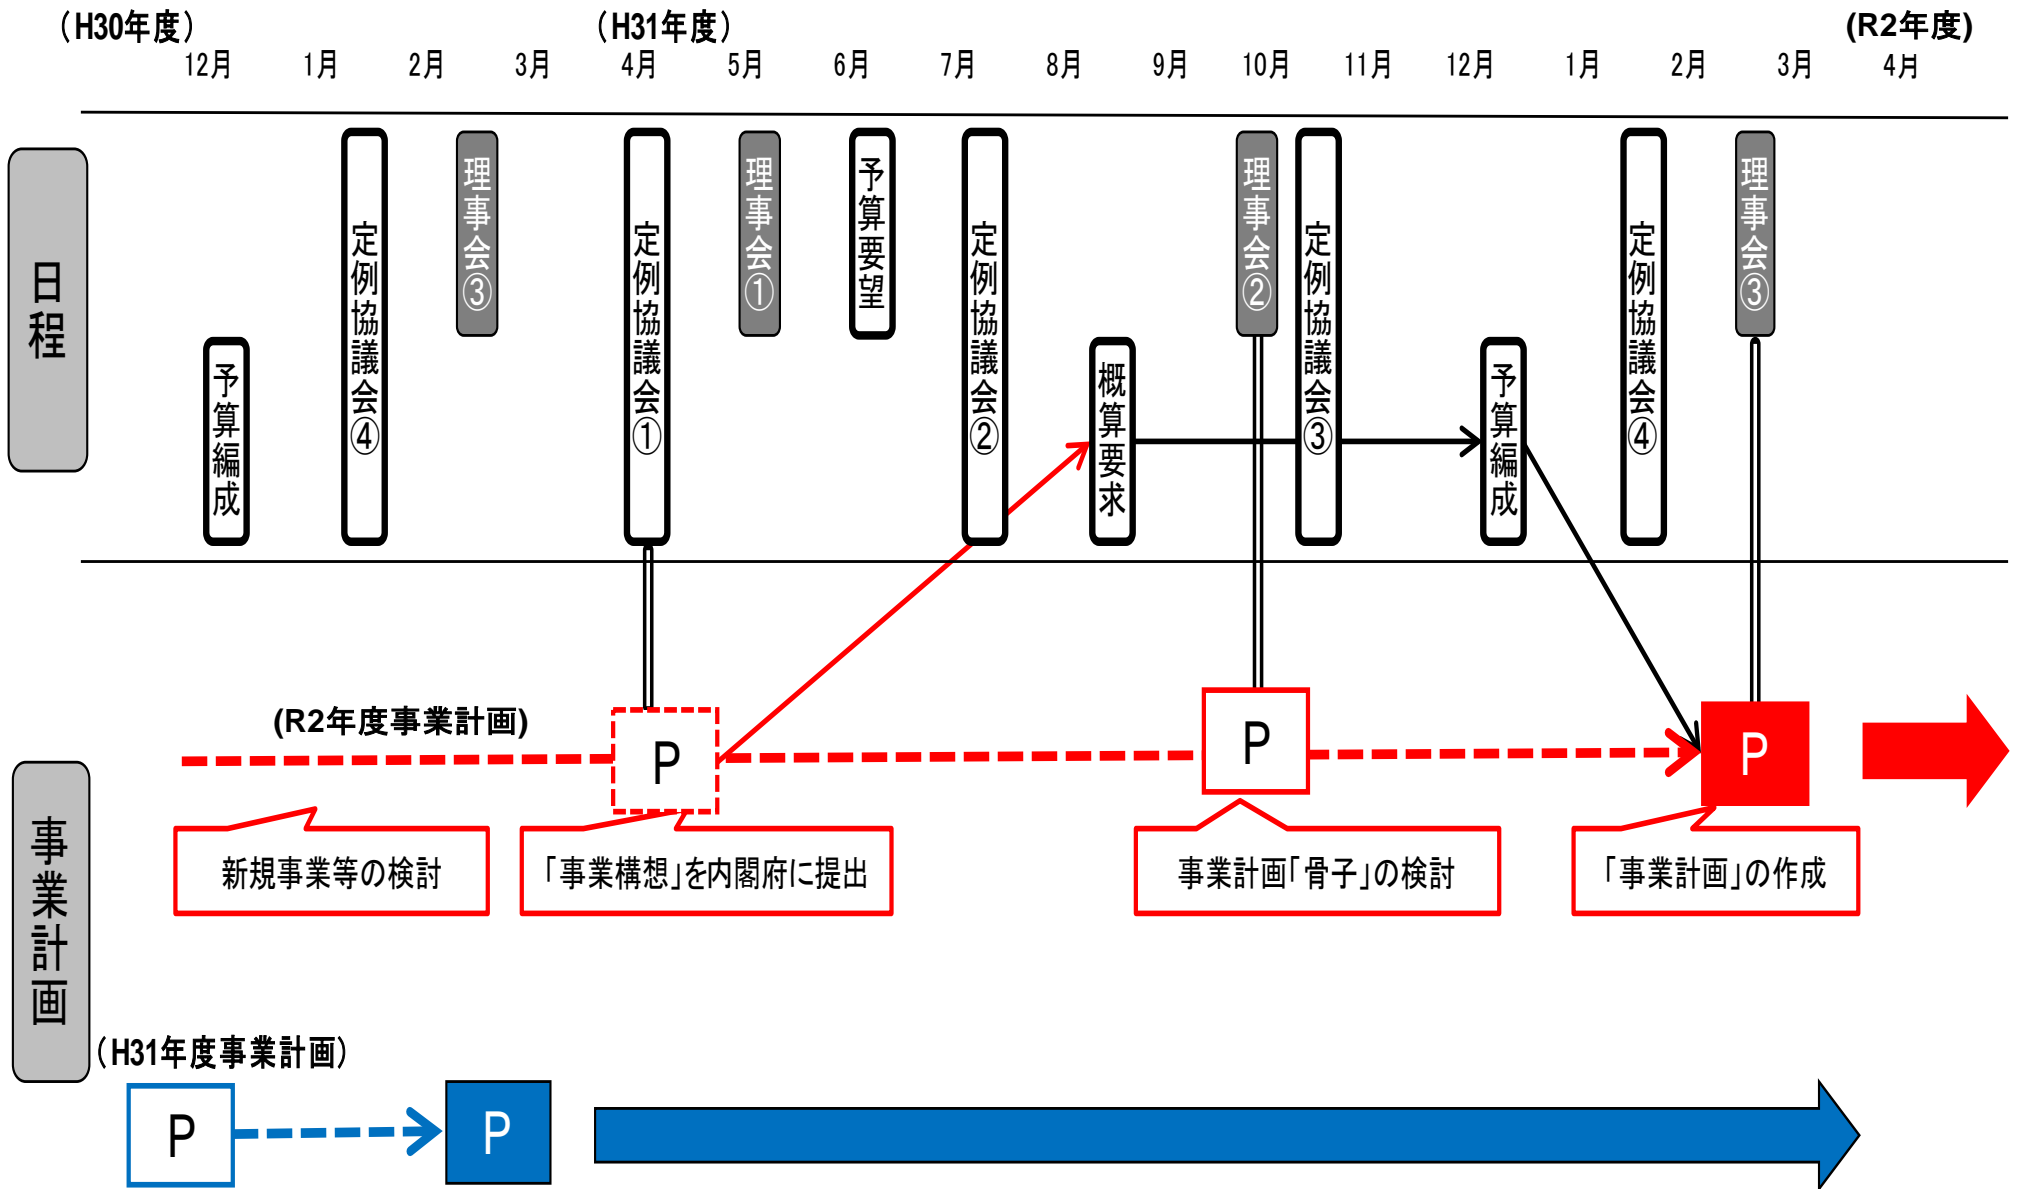 （H30年度）
（H31年度）
(R2年度)
12月 1月 2月 3月 4月 5月 6月 7月 8月 9月 10月 11月 12月 1月 2月 3月 4月
日程
予算編成
定例協議会④
理事会③
定例協議会①
理事会①
予算要望
定例協議会②
概算要求
理事会②
定例協議会③
予算編成
定例協議会④
理事会③
事業計画
(R2年度事業計画)
P
P
P
新規事業等の検討
「事業構想」を内閣府に提出
事業計画「骨子」の検討
「事業計画」の作成
（H31年度事業計画）
P
P